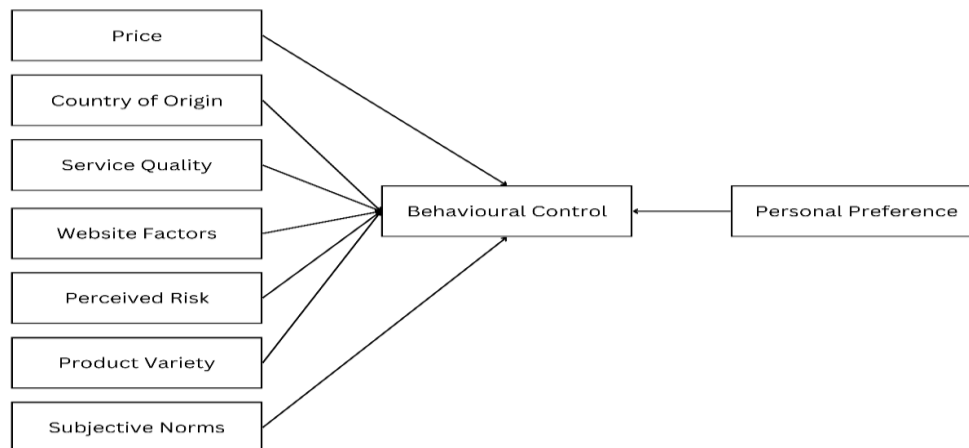 Price
Country of Origin
Service Quality
Website Factors
Perceived Risk
Product Variety
Subjective Norms
Behavioural Control
Personal Preference